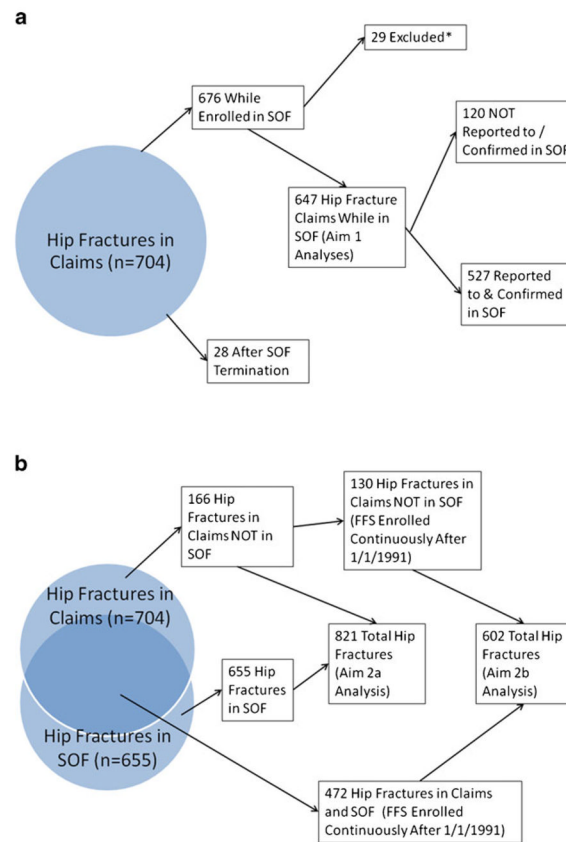 a
29 Excluded*
676 While
Enrolled in SOF
120 NOT
Reported to /
Confirmed in SOF
Hip Fractures in
Claims (n=704)
647 Hip Fracture
Claims While in
SOF (Aim 1
Analyses)
527 Reported
to & Confirmed
in SOF
28 After SOF
Termination
b
166 Hip
Fractures in
Claims NOT in
SOF
130 Hip Fractures in
Claims NOT in SOF
(FFS Enrolled
Continuously After
1/1/1991)
Hip Fractures in
Claims (n=704)
821 Total Hip
Fractures
(Aim 2a
Analysis)
602 Total Hip
Fractures
(Aim 2b
Analysis)
655 Hip
Fractures
in SOF
Hip Fractures in
SOF (n=655)
472 Hip Fractures in Claims
and SOF (FFS Enrolled
Continuously After 1/1/1991)